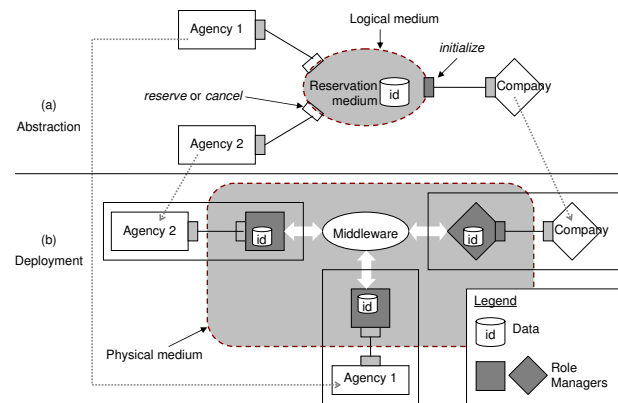 Agency 1
Logical medium
initialize
(a)
Abstraction
Reservation
medium
id
Company
reserve or cancel
Agency 2
(b)
Deployment
Agency 2
id
Middleware
id
Company
id
Physical medium
Agency 1
Legend
id
Data
Role
Managers